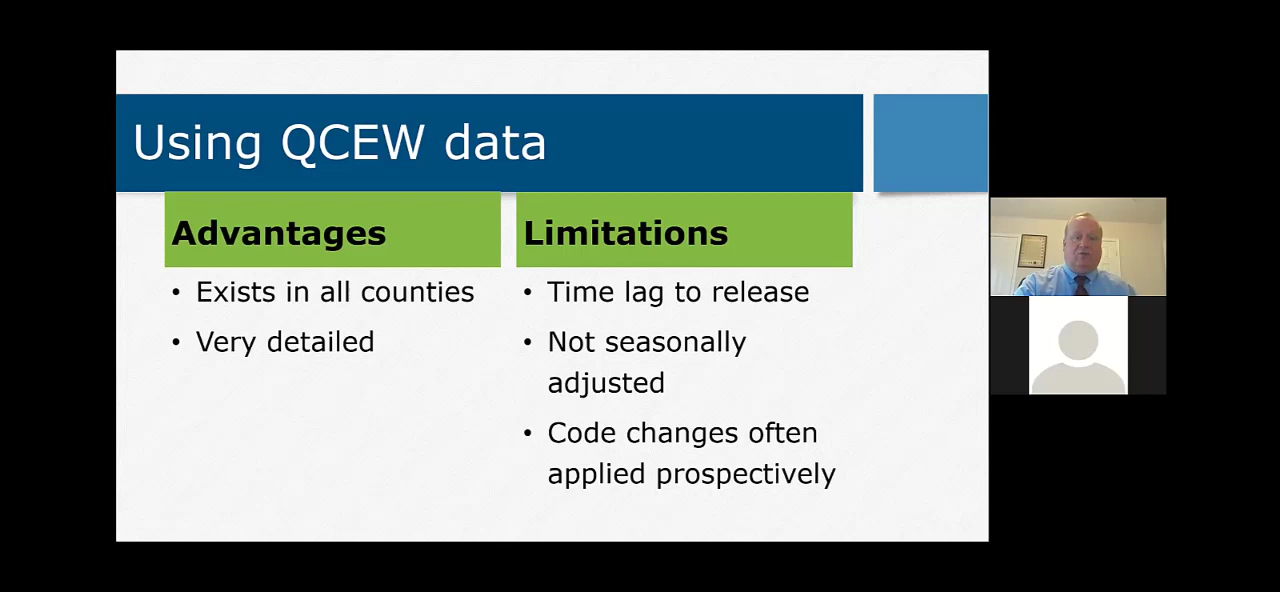 Using QCEW data
Advantages
• Exists in all counties
• Very detailed
Limitations
• Time lag to release
• Not seasonally
adjusted
• Code changes often
applied prospectively